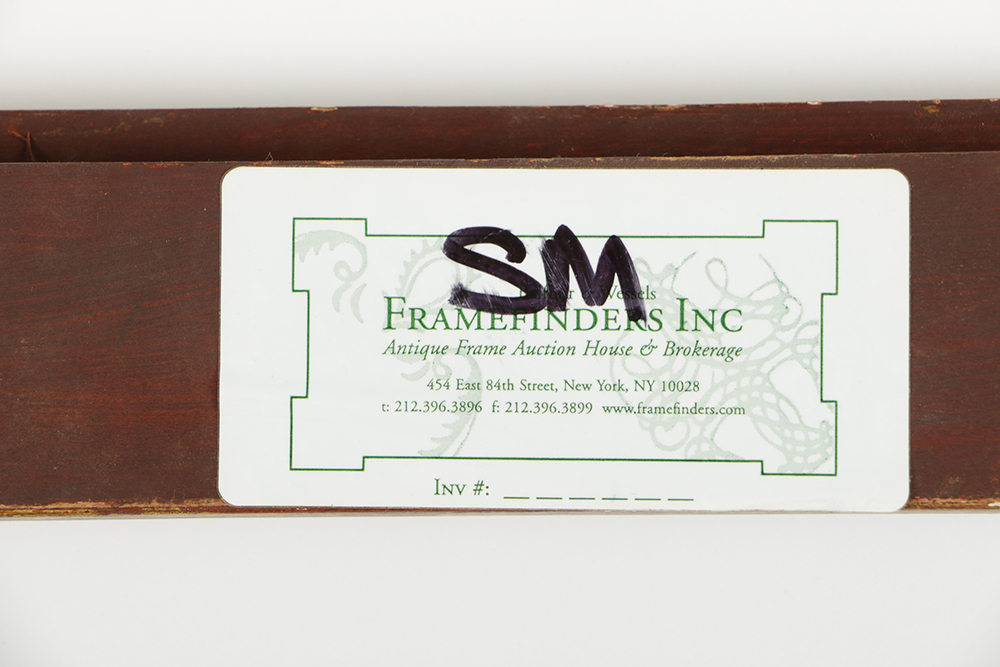 SM
& Vessels
FRAMEFINDERS INC
Antique Frame Auction House & Brokerage
454 East 84th Street, New York, NY 10028
t: 212.396.3896 f: 212.396.3899 www.framefinders.com
INV #: _ _ _ _ _ _